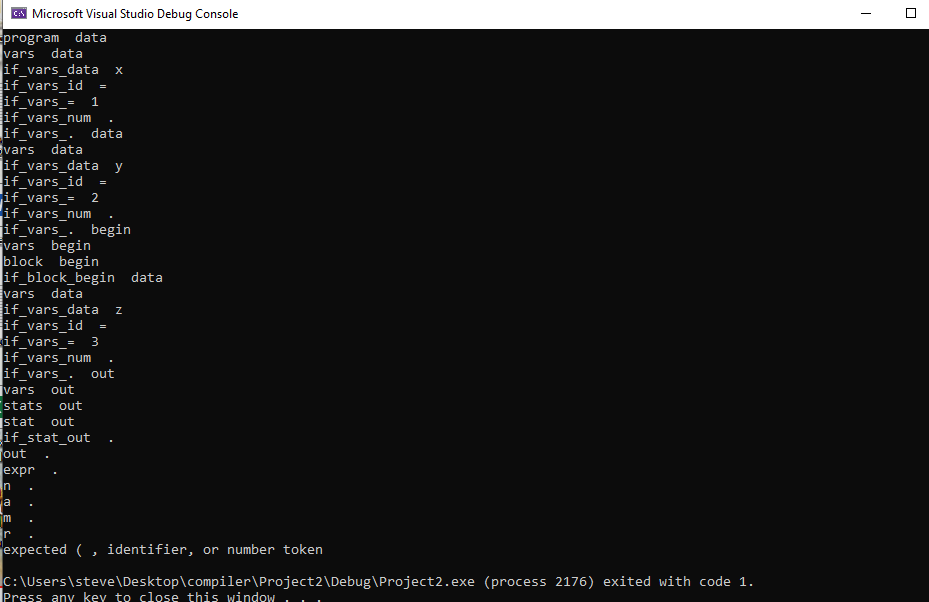 Microsoft Visual Studio Debug Console
program  data
vars  data
if_vars_data  x
if_vars_id  =
if_vars_=  1
if_vars_num  .
if_vars_.  data
vars  data
if_vars_data  y
if_vars_id  =
if_vars_=  2
if_vars_num  .
if_vars_.  begin
vars  begin
block  begin
if_block_begin  data
vars  data
if_vars_data  z
if_vars_id  =
if_vars_=  3
if_vars_num  .
if_vars_.  out
vars  out
stats  out
stat  out
if_stat_out  .
out  .
expr  .
n  .
a  .
m  .
r  .
expected ( , identifier, or number token
C:\Users\steve\Desktop\compiler\Project2\Debug\Project2.exe (process 2176) exited with code 1.
Press any key to close this window . . .